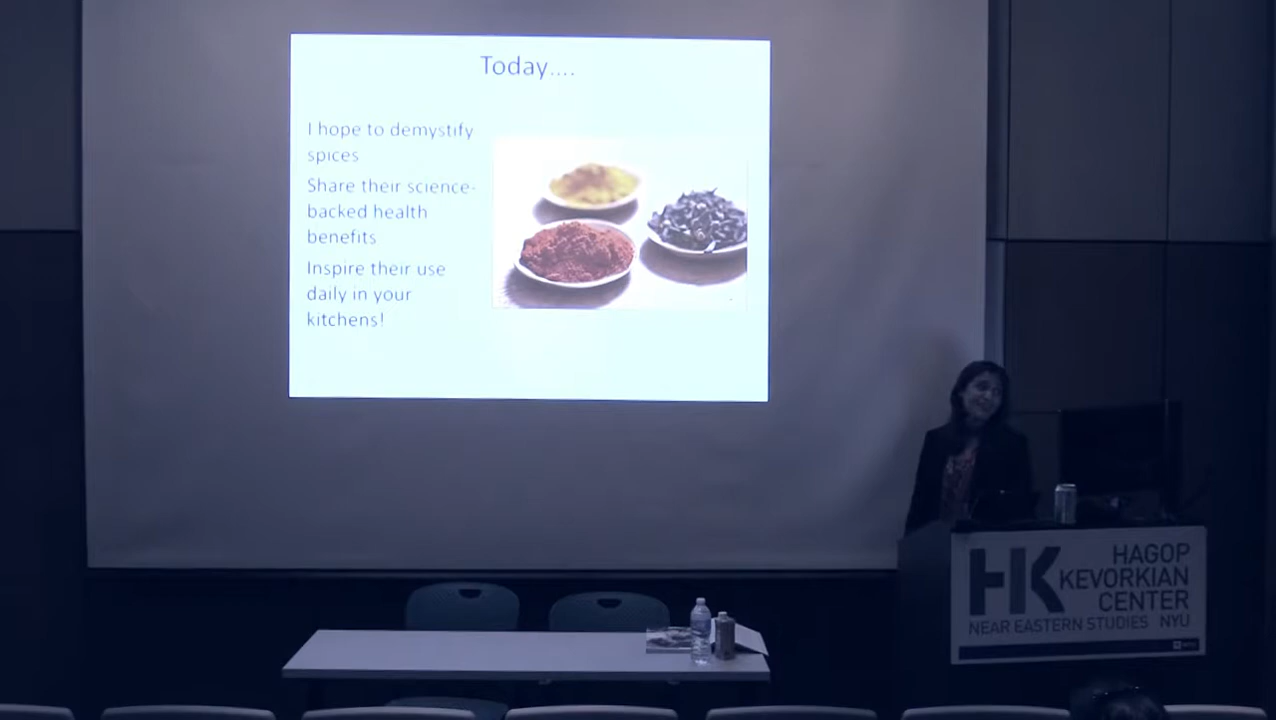 Today....
I hope to demystify
spices
Share their science-
backed health
benefits
Inspire their use
daily in your
kitchens!
HK
HAGOP
KEVORKIAN
CENTER
NEAR EASTERN STUDIES NYU